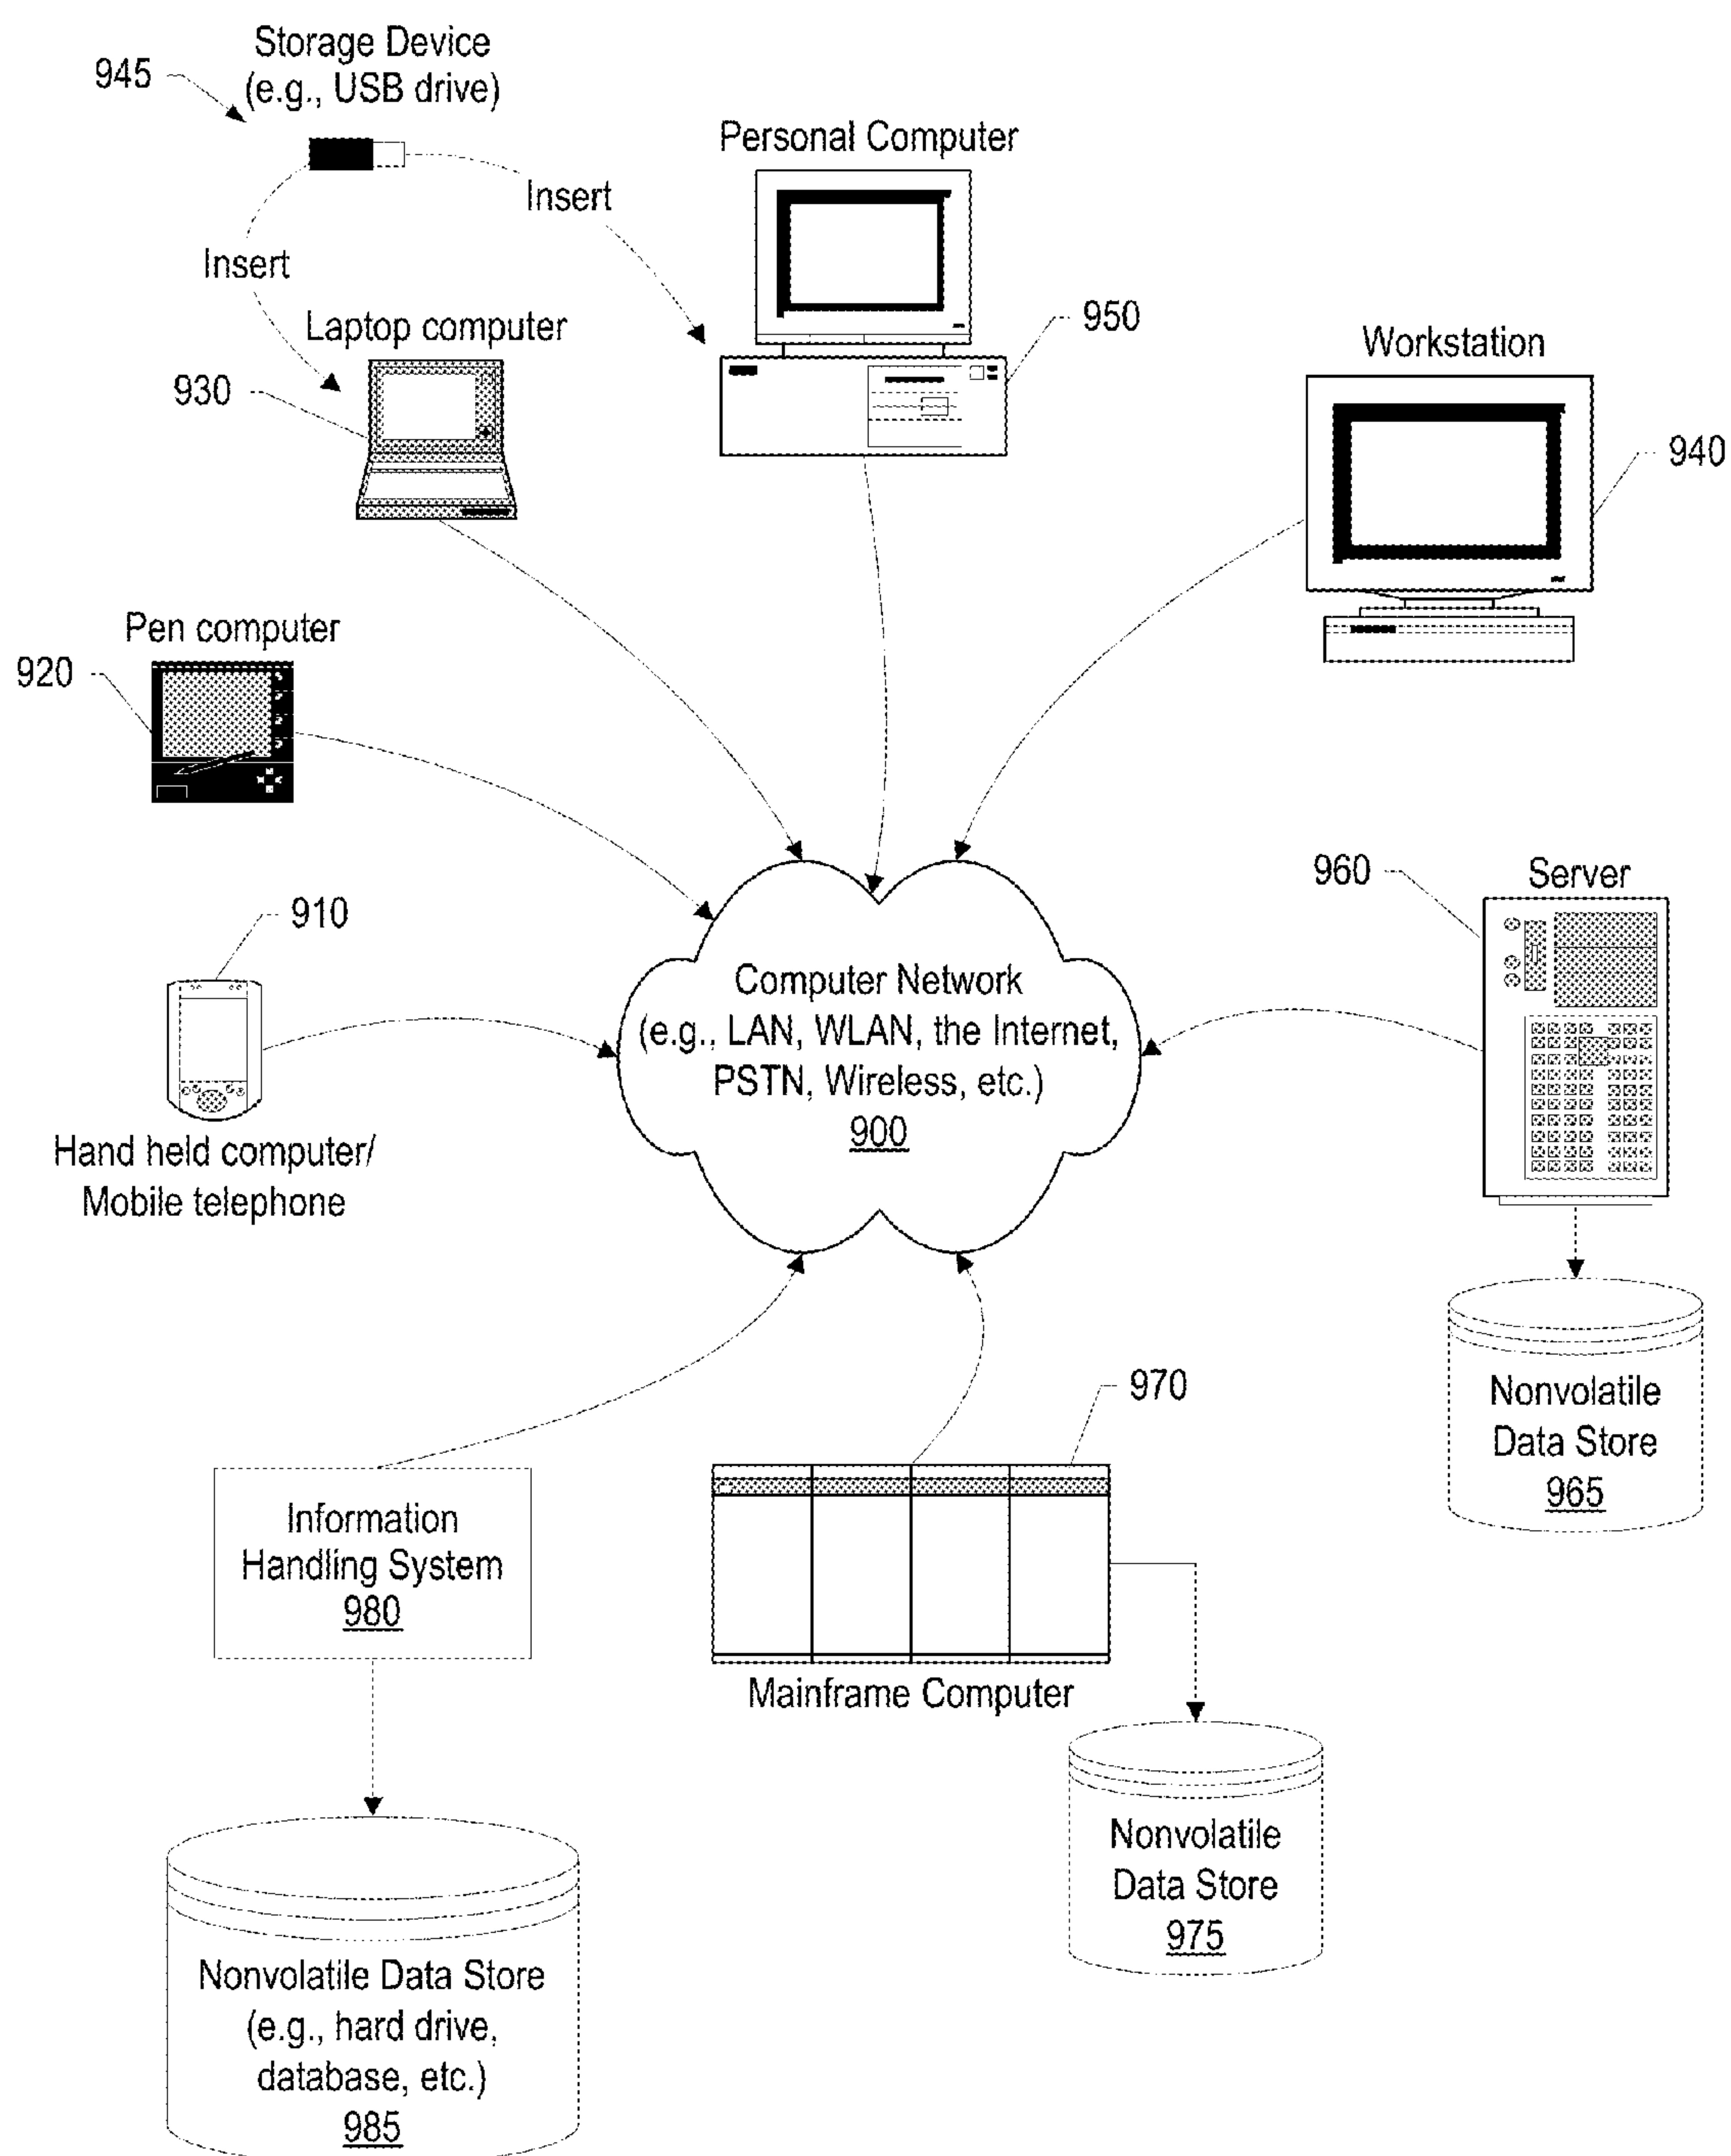 Storage Device
(e.g., USB drive)
945
Insert
Insert
Personal Computer
950
Laptop computer
930
Workstation
940
Pen computer
920
910
Hand held computer/
Mobile telephone
Computer Network
(e.g., LAN, WLAN, the Internet,
PSTN, Wireless, etc.)
900
960
Server
Nonvolatile
Data Store
965
970
Mainframe Computer
Nonvolatile
Data Store
975
Information
Handling System
980
Nonvolatile Data Store
(e.g., hard drive,
database, etc.)
985